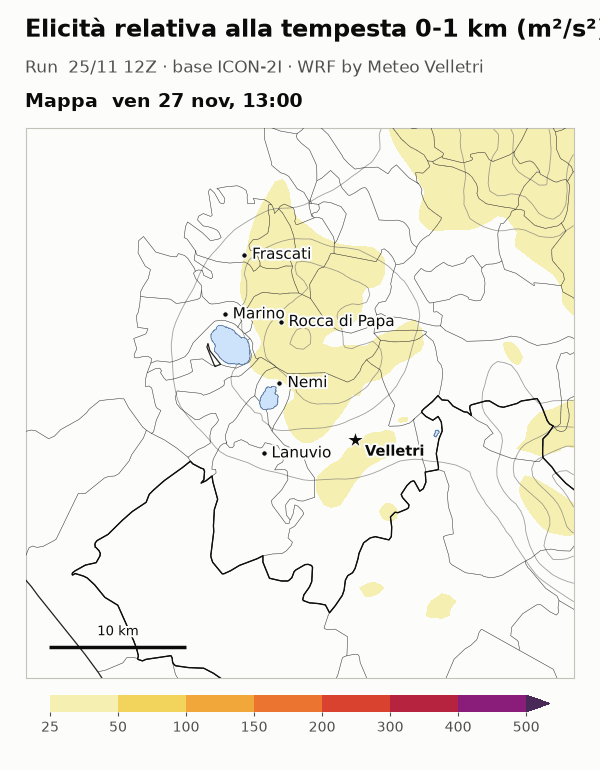 Elicità relativa alla tempesta 0-1 km (m²/s²)
Run 25/11 12Z · base ICON-2I · WRF by Meteo Velletri
Mappa ven 27 nov, 13:00
Frascati
Marino
Rocca di Papa
Nemi
Velletri
Lanuvio
10 km
25 50 100 150 200 300 400 500